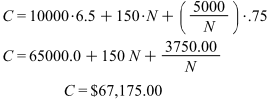 C = 10000·6.5 + 150·N + (5000/N)·.75
C = 65000.0 + 150 N + 3750.00/N
C = $67,175.00